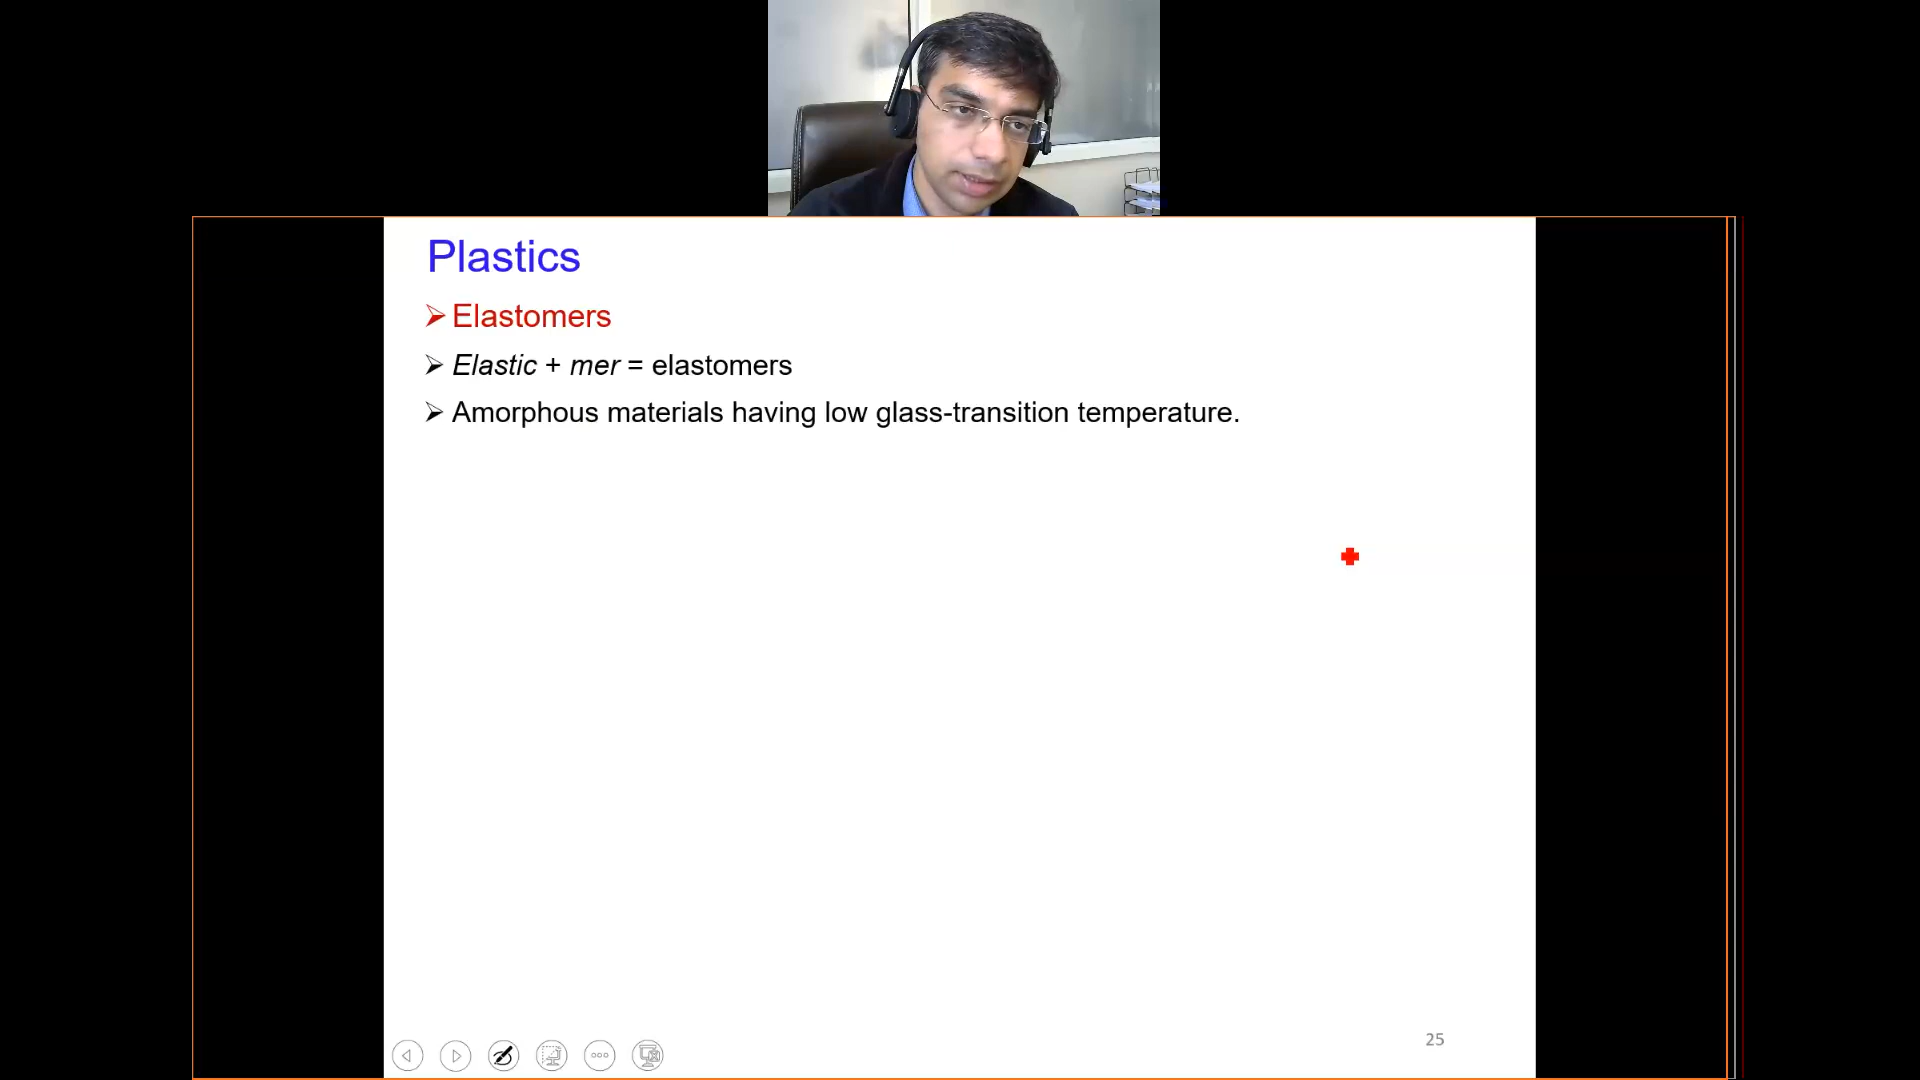 Plastics
➢ Elastomers
➢ Elastic + mer = elastomers
➢ Amorphous materials having low glass-transition temperature.
25